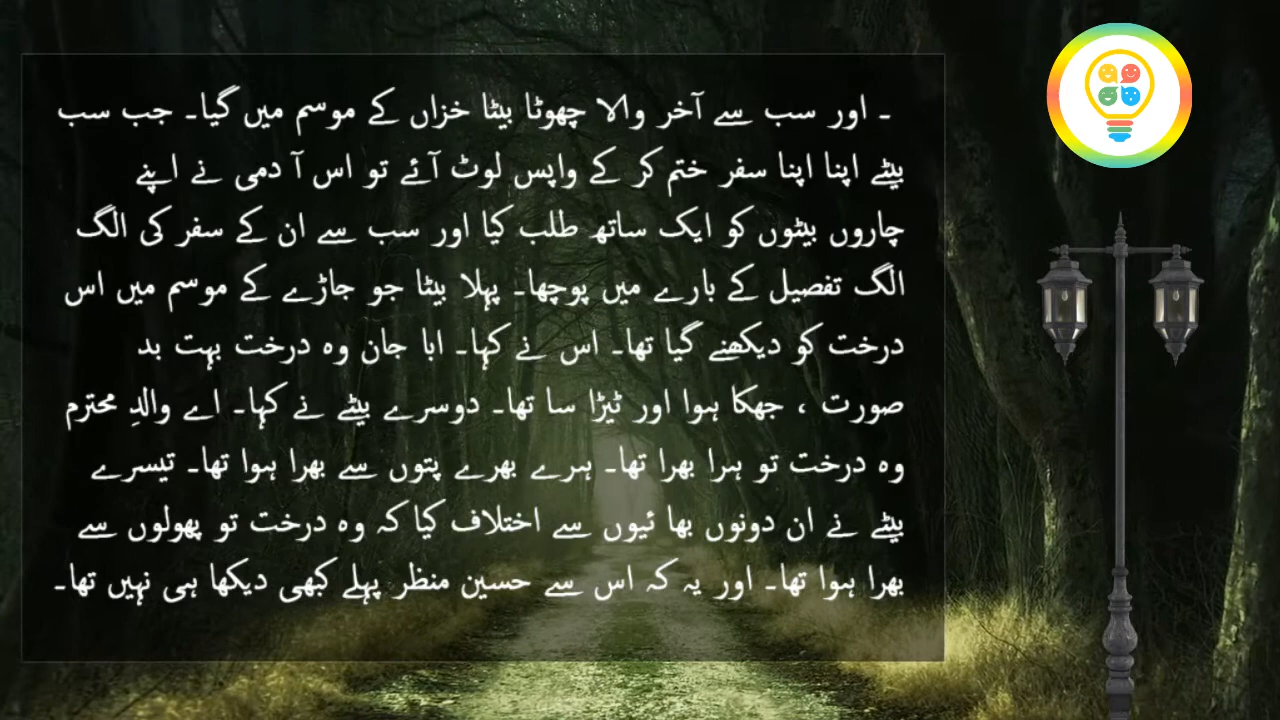 ۔ اور سب سے آخر والا چھوٹا بیٹا خزاں کے موسم میں گیا۔ جب سب
بیٹے اپنا اپنا سفر ختم کر کے واپس لوٹ آئے تو اس آ دمی نے اپنے
چاروں بیٹوں کو ایک ساتھ طلب کیا اور سب سے ان کے سفر کی الگ
الگ تفصیل کے بارے میں پوچھا۔ پہلا بیٹا جو جاڑے کے موسم میں اس
درخت کو دیکھنے گیا تھا۔ اس نے کہا۔ ابا جان وہ درخت بہت بد
صورت ، جھکا ہوا اور ٹیڑا سا تھا۔ دوسرے بیٹے نے کہا۔ اے والدِ محترم
وہ درخت تو ہرا بھرا تھا۔ ہرے بھرے پتوں سے بھرا ہوا تھا۔ تیسرے
بیٹے نے ان دونوں بھا ئیوں سے اختلاف کیا کہ وہ درخت تو پھولوں سے
بھرا ہوا تھا۔ اور یہ کہ اس سے حسین منظر پہلے کبھی دیکھا ہی نہیں تھا۔